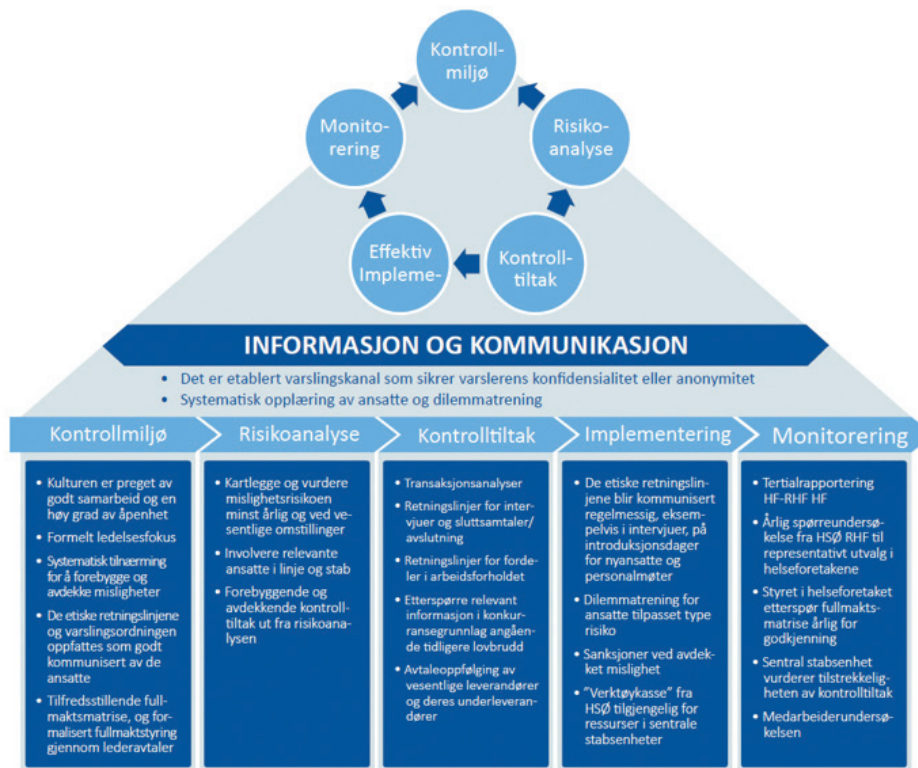 Kontroll-
miljø
Monito-
rering
Risiko-
analyse
Effektiv
Impleme-
Kontroll-
tiltak
INFORMASJON OG KOMMUNIKASJON
• Det er etablert varslingskanal som sikrer varslerens konfidensialitet eller anonymitet
• Systematisk opplæring av ansatte og dilemmatrening
Kontrollmiljø
• Kulturen er preget av
godt samarbeid og en
høy grad av åpenhet
• Formelt ledelsesfokus
• Systematisk tilnærming
for å forebygge og
avdekke misligheter
• De etiske retningslinjene
og varslingsordningen
oppfattes som godt
kommunisert av de
ansatte
• Tilfredsstillende full-
maktsmatrise, og for-
malisert fullmaktstyring
gjennom lederavtaler
Risikoanalyse
• Kartlegge og vurdere
mislighetsrisikoen
minst årlig og ved ve-
sentlige omstillinger
• Involvere relevante
ansatte i linje og stab
• Forebyggende og
avdekkende kontroll-
tiltak ut fra risikoana-
lysen
Kontrolltiltak
• Transaksjonsanalyser
• Retningslinjer for inter-
vjuer og sluttsamtaler/
avslutning
• Retningslinjer for forde-
ler i arbeidsforholdet
• Etterspørre relevant
informasjon i konkur-
ransegrunnlag angå-
ende tidligere lovbrudd
• Avtaleoppfølging av
vesentlige leverandører
og deres underleveran-
dører
Implementering
• De etiske retningslin-
jene blir kommunisert
regelmessig, eksem-
pelvis i intervjuer, på
introduksjonsdager
for nyansatte og
personalmøter
• Dilemmatrening for
ansatte tilpasset type
risiko
• Sanksjoner ved avdek-
ket mislighet
• ”Verktøykasse” fra
HSØ tilgjengelig for
ressurser i sentrale
stabsenheter
Monitorering
• Tertialrapportering
HF-RHF HF
• Årlig spørreundersø-
kelse fra HSØ RHF til
representativt utvalg i
helseforetakene
• Styret i helseforetaket
etterspør fullmakts-
matrise årlig for
godkjenning
• Sentral stabsenhet
vurderer tilstrekkelig-
heten av kontrolltiltak
• Medarbeiderundersø-
kelsen